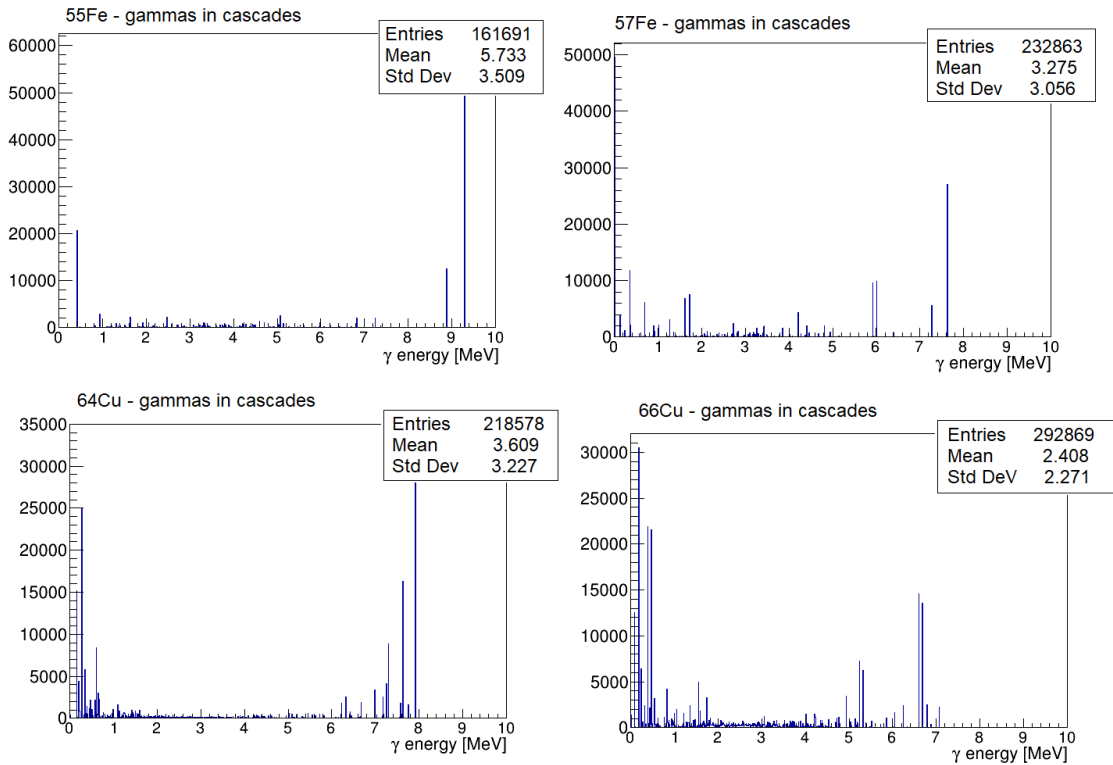 55Fe - gammas in cascades
Entries 161691
Mean 5.733
Std Dev 3.509
60000
50000
40000
30000
20000
10000
0
0 1 2 3 4 5 6 7 8 9 10
γ energy [MeV]
57Fe - gammas in cascades
Entries 232863
Mean 3.275
Std Dev 3.056
50000
40000
30000
20000
10000
0
0 1 2 3 4 5 6 7 8 9 10
γ energy [MeV]
64Cu - gammas in cascades
Entries 218578
Mean 3.609
Std Dev 3.227
35000
30000
25000
20000
15000
10000
5000
0
0 1 2 3 4 5 6 7 8 9 10
γ energy [MeV]
66Cu - gammas in cascades
Entries 292869
Mean 2.408
Std DeV 2.271
30000
25000
20000
15000
10000
5000
0
0 1 2 3 4 5 6 7 8 9 10
γ energy [MeV]